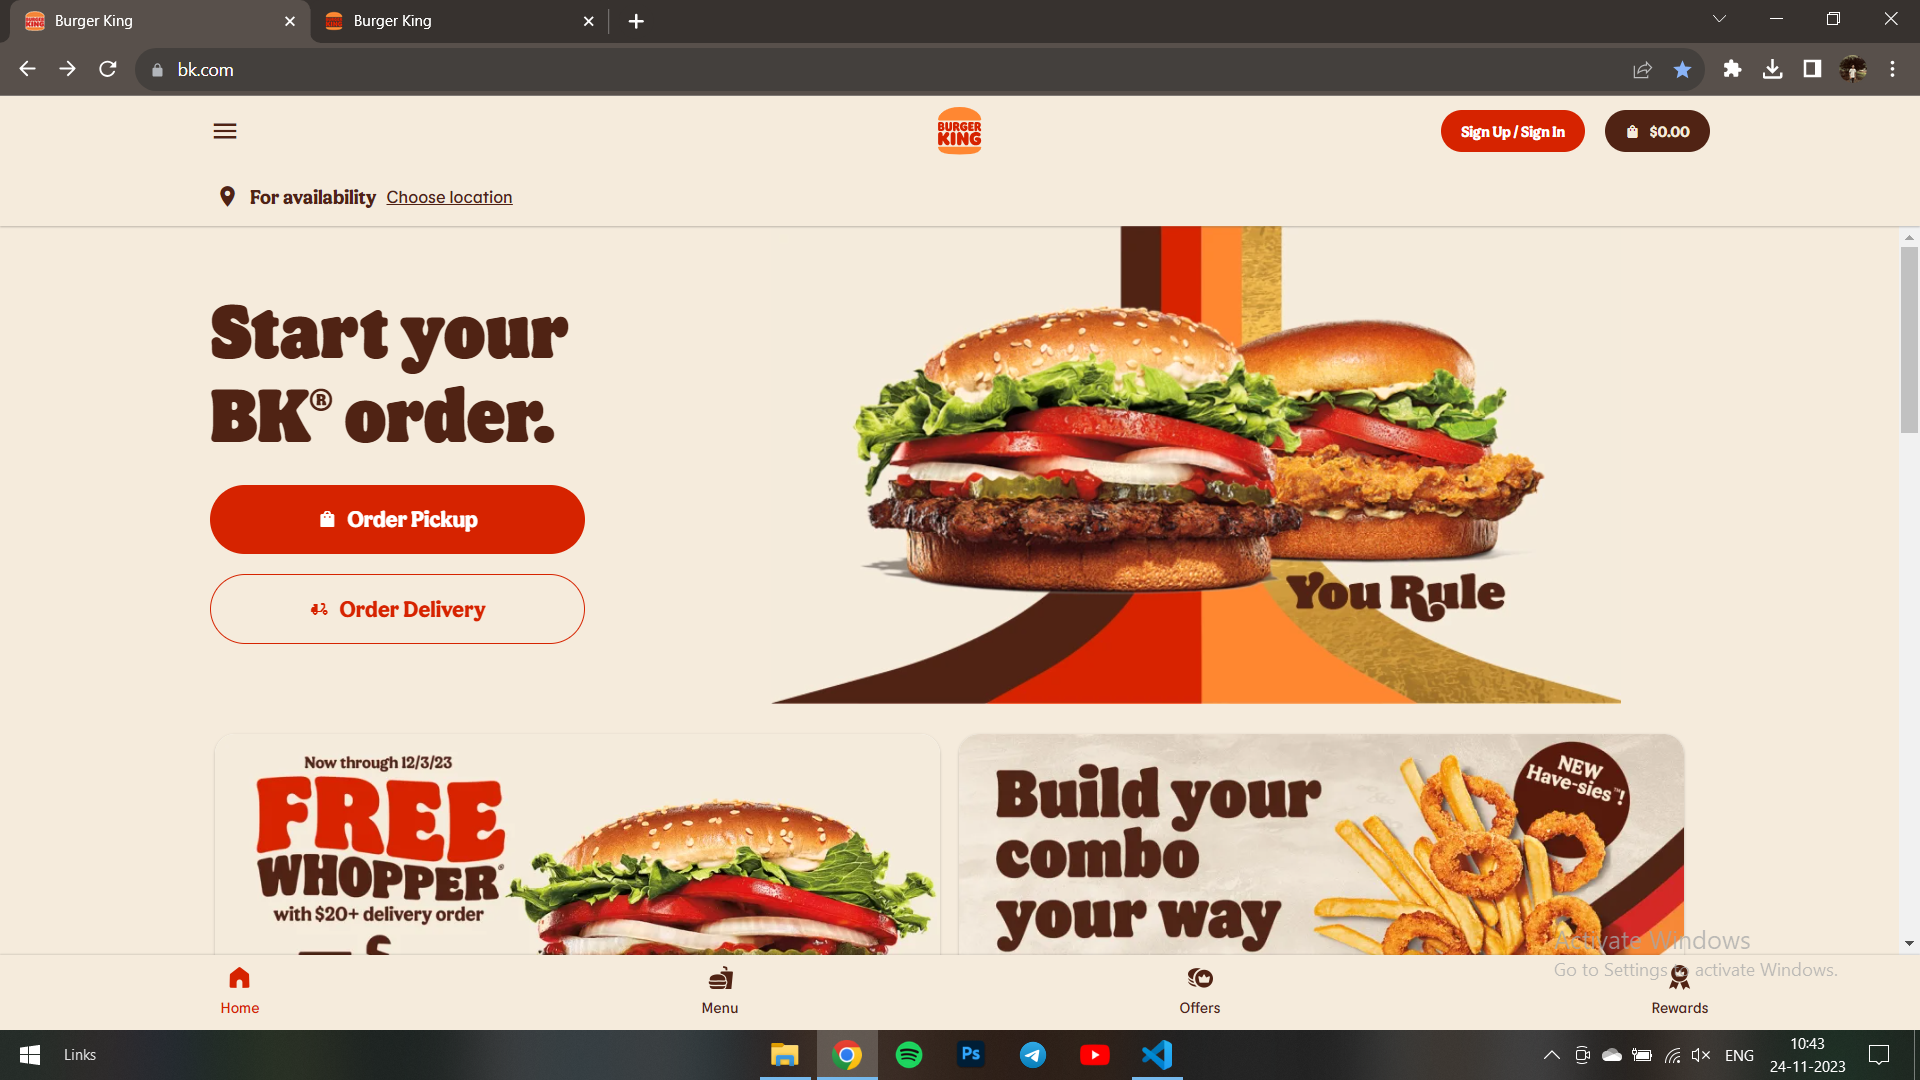 Burger King
Burger King
bk.com
BURGER
KING
Sign Up / Sign In
$0.00
For availability Choose location
Start your
BK® order.
Order Pickup
Order Delivery
You Rule
Now through 12/3/23
FREE
WHOPPER®
with $20+ delivery order
NEW
Have-sies™!
Build your
combo
your way
Activate Windows
Go to Settings to activate Windows.
Home
Menu
Offers
Rewards
Links
Ps
ENG
10:43
24-11-2023